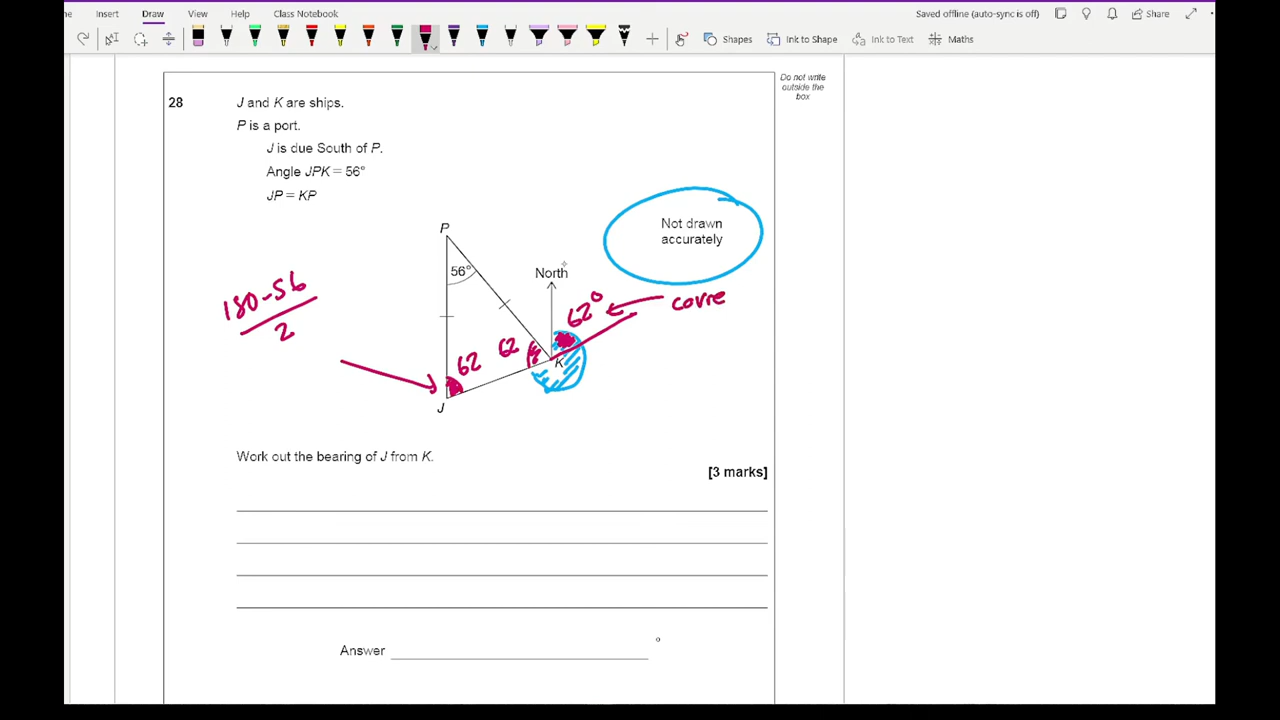 Insert Draw View Help Class Notebook Saved offline (auto-sync is off) Share
Shapes Ink to Shape Ink to Text Maths
Do not write
outside the
box
28 J and K are ships.
P is a port.
J is due South of P.
Angle JPK = 56°
JP = KP
Not drawn
accurately
P
56°
North
180-56
2
62°
corre
62
62
K
J
Work out the bearing of J from K.
[3 marks]
Answer °